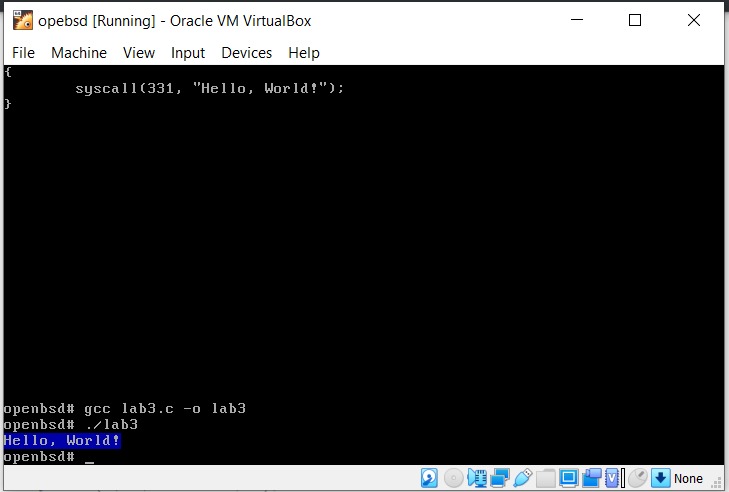 opebsd [Running] - Oracle VM VirtualBox
File Machine View Input Devices Help
{
syscall(331, "Hello, World!");
}
openbsd# gcc lab3.c -o lab3
openbsd# ./lab3
Hello, World!
openbsd# _
None